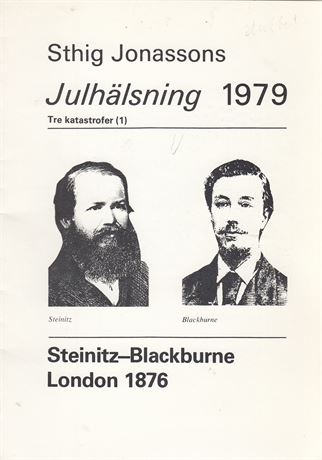 Sthig Jonassons
Julhälsning 1979
Tre katastrofer (1)
Steinitz
Blackburne
Steinitz–Blackburne
London 1876